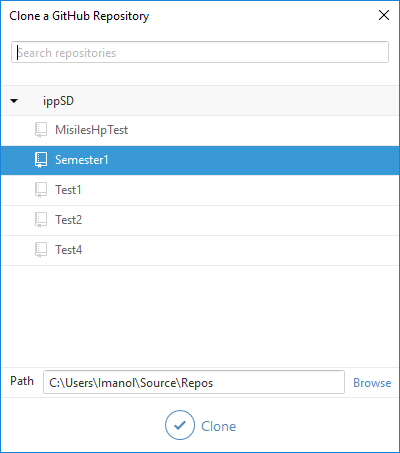 Clone a GitHub Repository
Search repositories
ippSD
MisilesHpTest
Semester1
Test1
Test2
Test4
Path C:\Users\Imanol\Source\Repos Browse
Clone